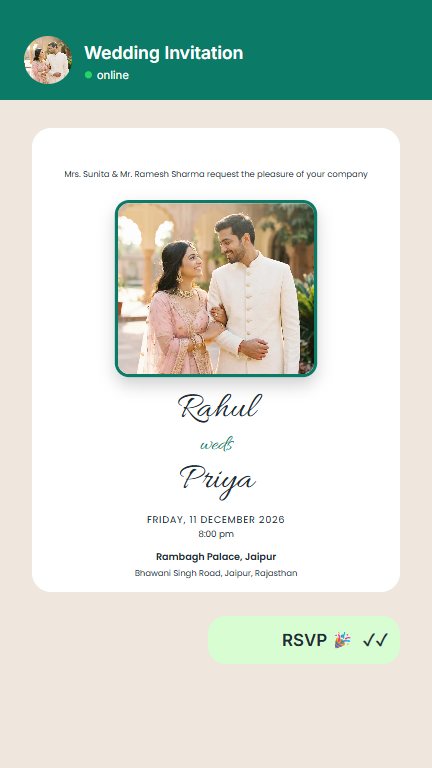 Wedding Invitation
online
Mrs. Sunita & Mr. Ramesh Sharma request the pleasure of your company
Rahul
weds
Priya
FRIDAY, 11 DECEMBER 2026
8:00 pm
Rambagh Palace, Jaipur
Bhawani Singh Road, Jaipur, Rajasthan
RSVP 🎉 ✓✓